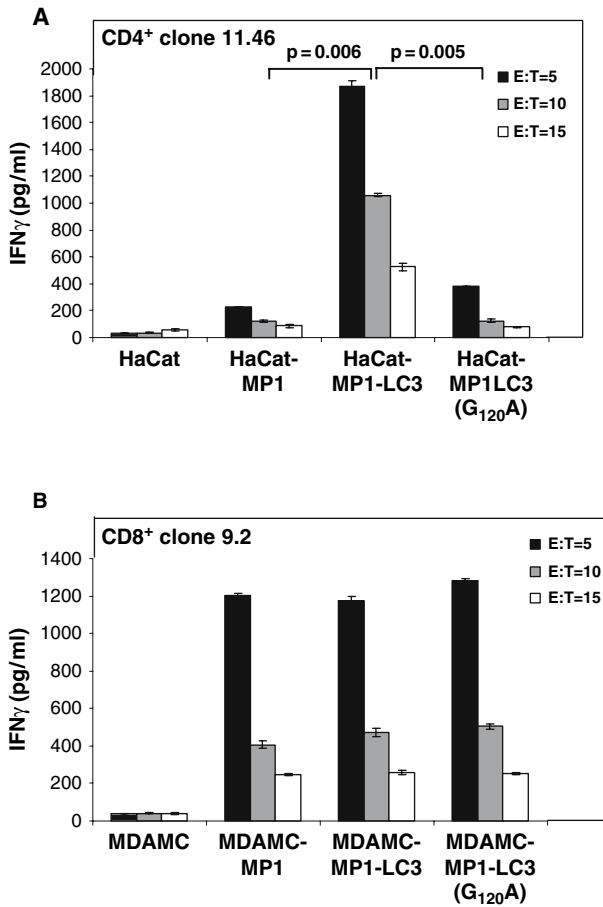 A
CD4+ clone 11.46
p = 0.006
p = 0.005
E:T=5
E:T=10
E:T=15
IFNγ (pg/ml)
2000
1800
1600
1400
1200
1000
800
600
400
200
0
HaCat
HaCat-
MP1
HaCat-
MP1-LC3
HaCat-
MP1LC3
(G120A)
B
CD8+ clone 9.2
E:T=5
E:T=10
E:T=15
IFNγ (pg/ml)
1400
1200
1000
800
600
400
200
0
MDAMC
MDAMC-
MP1
MDAMC-
MP1-LC3
MDAMC-
MP1-LC3
(G120A)